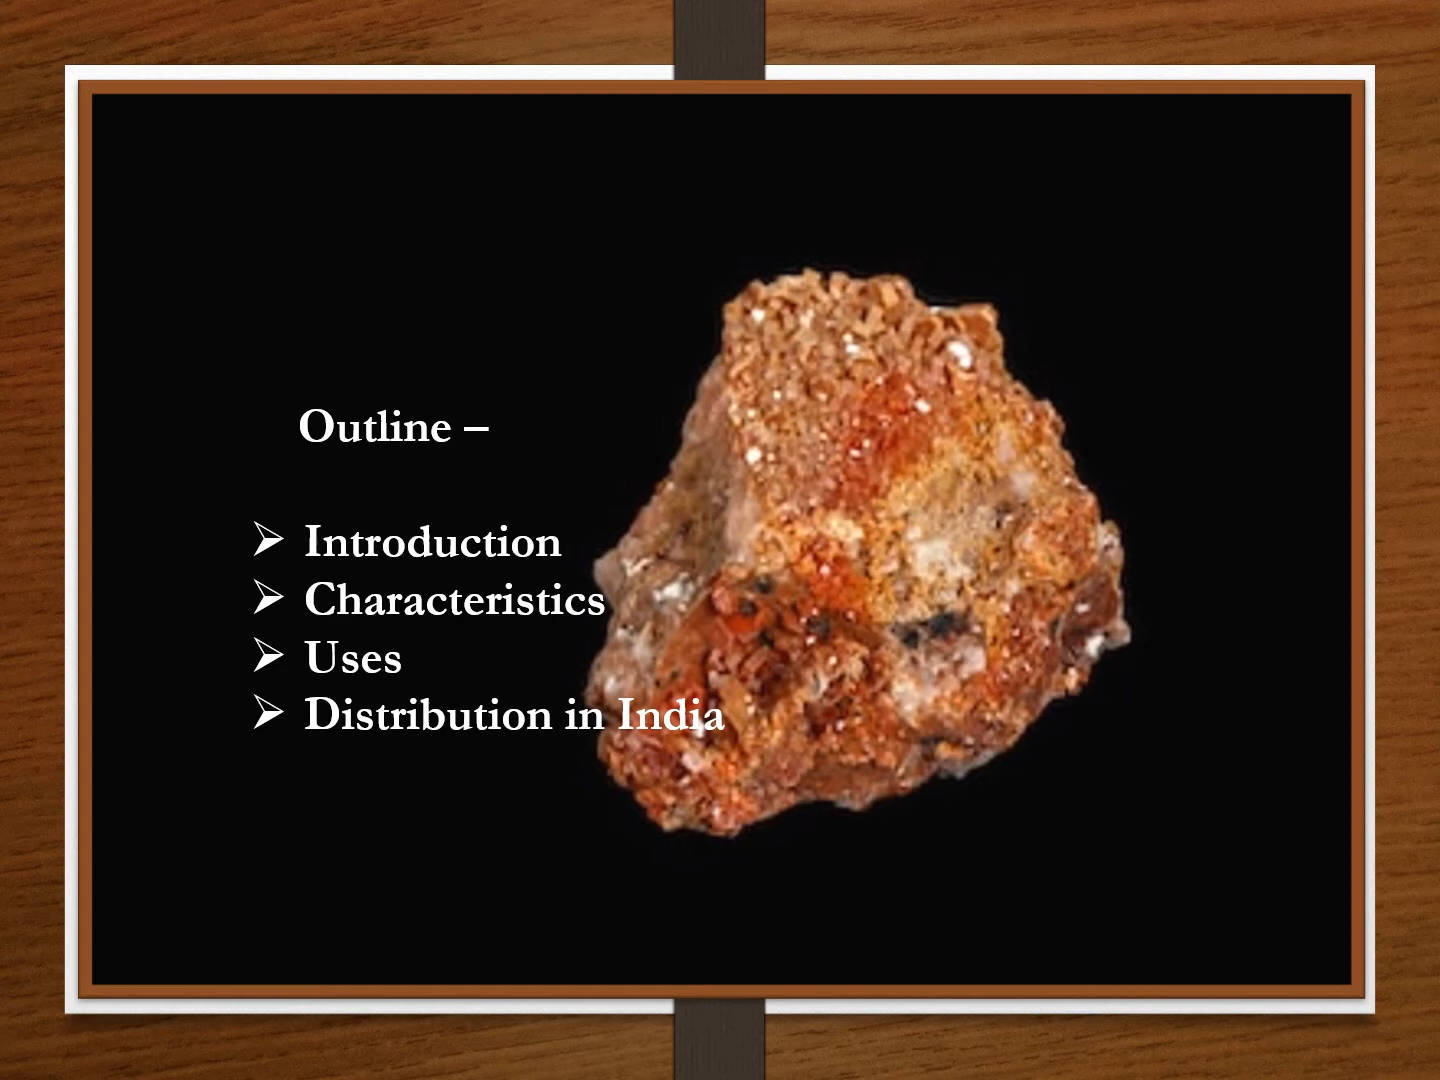 Outline –
➢ Introduction
➢ Characteristics
➢ Uses
➢ Distribution in India